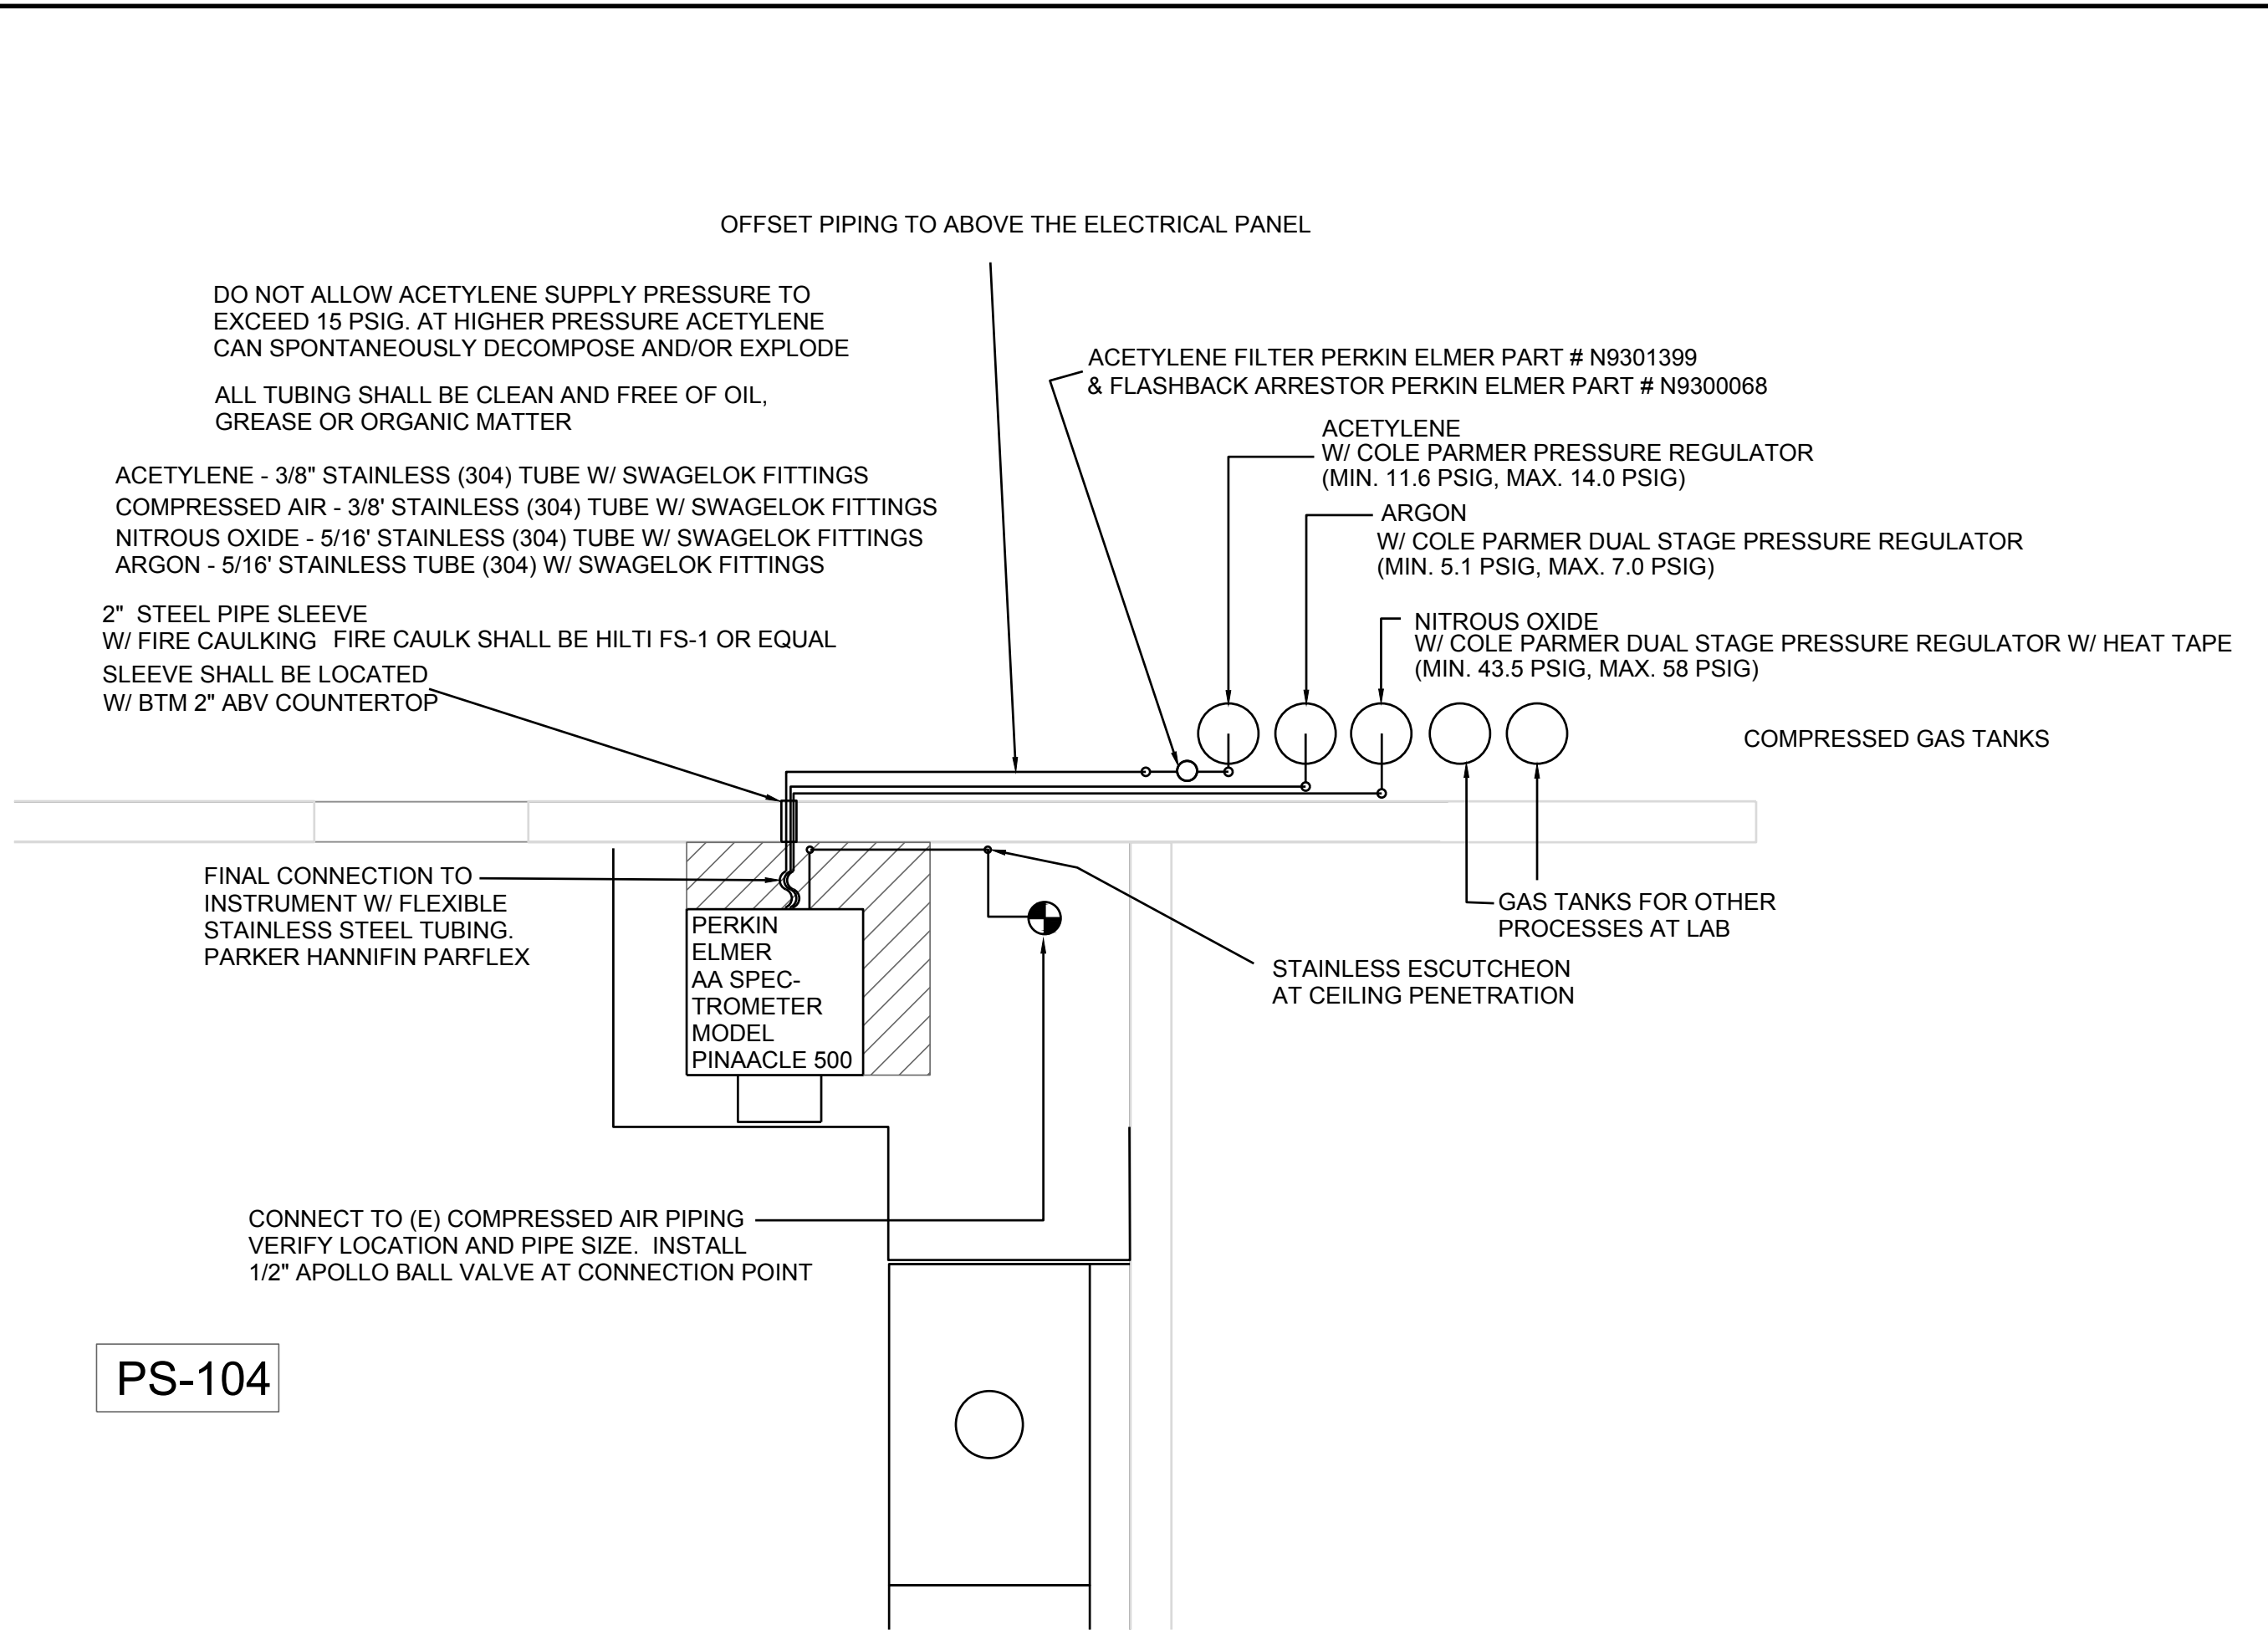 OFFSET PIPING TO ABOVE THE ELECTRICAL PANEL
DO NOT ALLOW ACETYLENE SUPPLY PRESSURE TO
EXCEED 15 PSIG. AT HIGHER PRESSURE ACETYLENE
CAN SPONTANEOUSLY DECOMPOSE AND/OR EXPLODE
ALL TUBING SHALL BE CLEAN AND FREE OF OIL,
GREASE OR ORGANIC MATTER
ACETYLENE - 3/8" STAINLESS (304) TUBE W/ SWAGELOK FITTINGS
COMPRESSED AIR - 3/8' STAINLESS (304) TUBE W/ SWAGELOK FITTINGS
NITROUS OXIDE - 5/16' STAINLESS (304) TUBE W/ SWAGELOK FITTINGS
ARGON - 5/16' STAINLESS TUBE (304) W/ SWAGELOK FITTINGS
2" STEEL PIPE SLEEVE
W/ FIRE CAULKING FIRE CAULK SHALL BE HILTI FS-1 OR EQUAL
SLEEVE SHALL BE LOCATED
W/ BTM 2" ABV COUNTERTOP
ACETYLENE FILTER PERKIN ELMER PART # N9301399
& FLASHBACK ARRESTOR PERKIN ELMER PART # N9300068
ACETYLENE
W/ COLE PARMER PRESSURE REGULATOR
(MIN. 11.6 PSIG, MAX. 14.0 PSIG)
ARGON
W/ COLE PARMER DUAL STAGE PRESSURE REGULATOR
(MIN. 5.1 PSIG, MAX. 7.0 PSIG)
NITROUS OXIDE
W/ COLE PARMER DUAL STAGE PRESSURE REGULATOR W/ HEAT TAPE
(MIN. 43.5 PSIG, MAX. 58 PSIG)
COMPRESSED GAS TANKS
FINAL CONNECTION TO
INSTRUMENT W/ FLEXIBLE
STAINLESS STEEL TUBING.
PARKER HANNIFIN PARFLEX
PERKIN
ELMER
AA SPEC-
TROMETER
MODEL
PINAACLE 500
GAS TANKS FOR OTHER
PROCESSES AT LAB
STAINLESS ESCUTCHEON
AT CEILING PENETRATION
CONNECT TO (E) COMPRESSED AIR PIPING
VERIFY LOCATION AND PIPE SIZE. INSTALL
1/2" APOLLO BALL VALVE AT CONNECTION POINT
PS-104